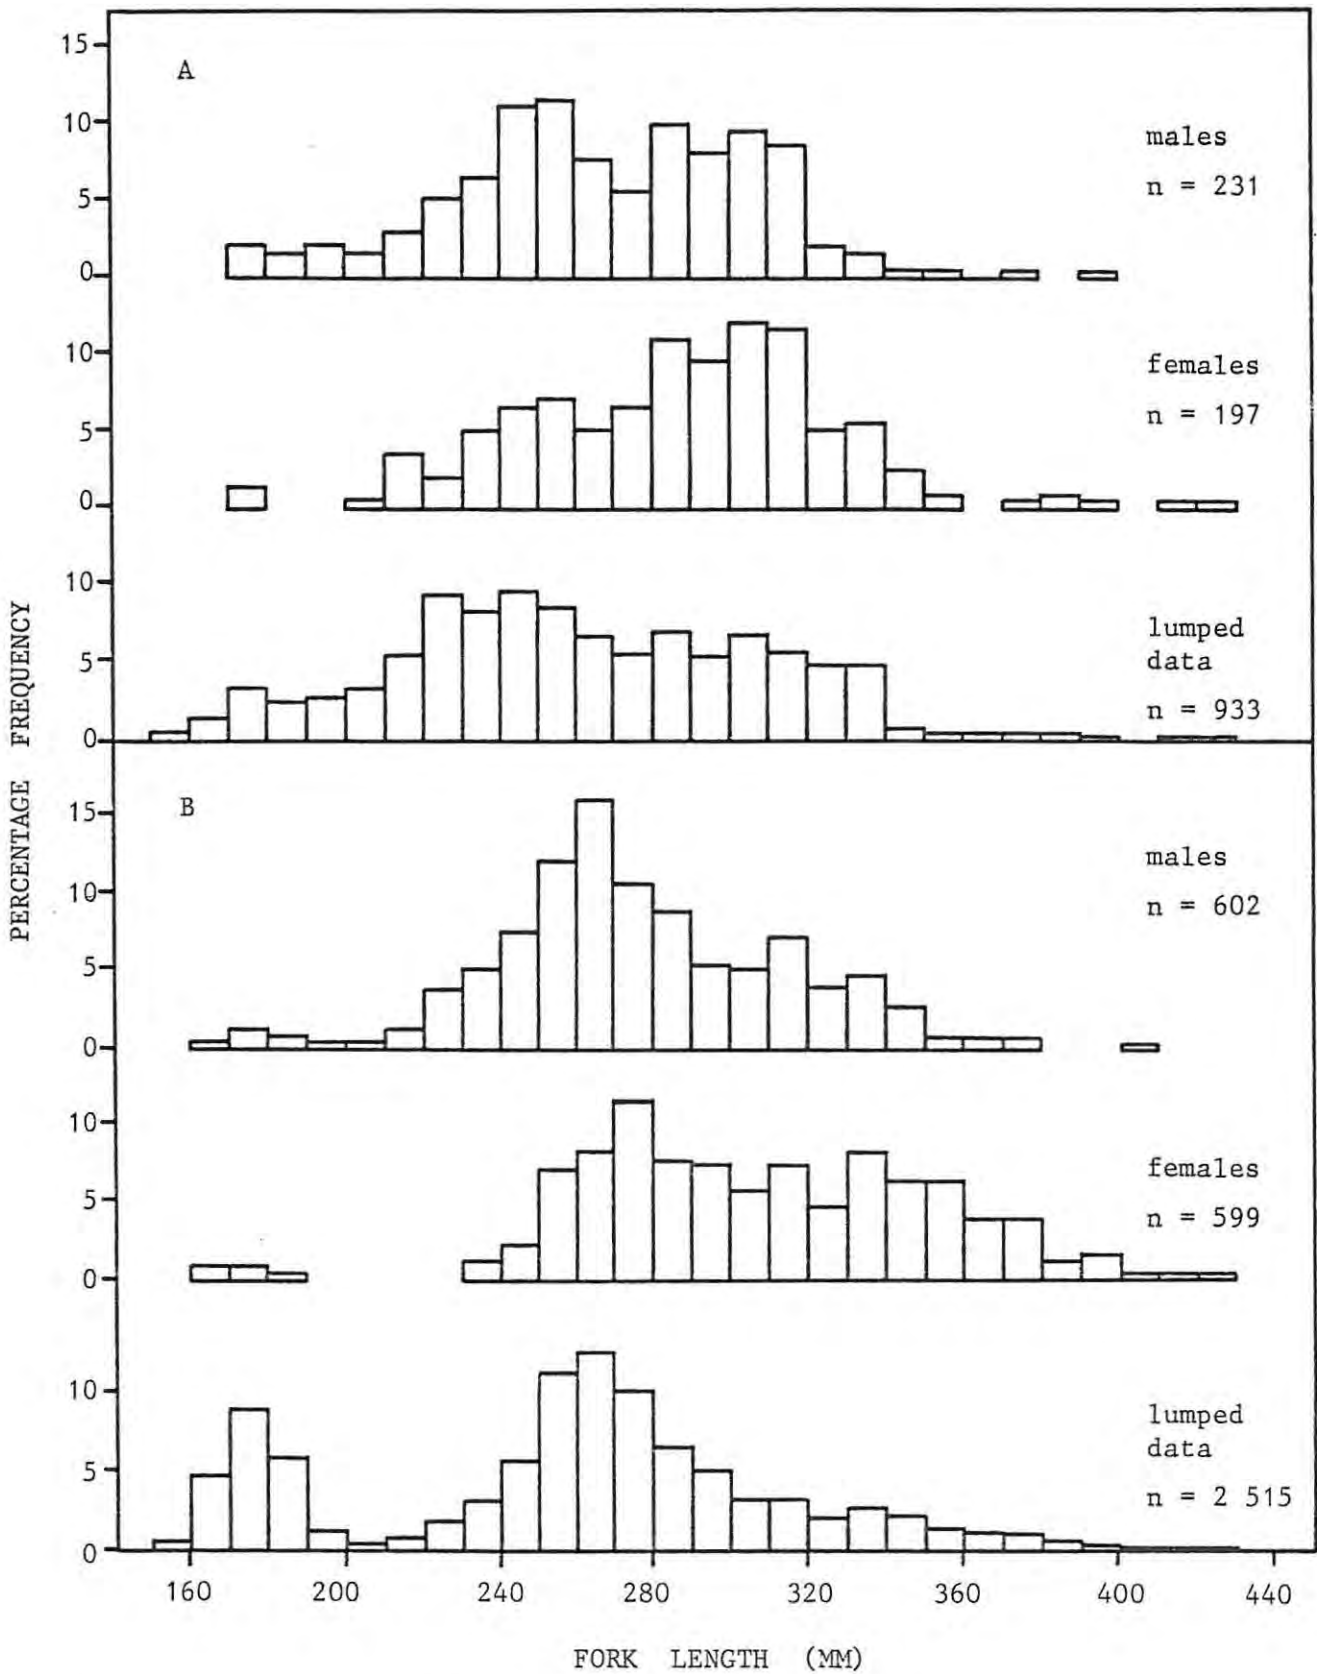 15
A
10
males
5
n = 231
0
10
females
5
n = 197
0
10
lumped
data
5
n = 933
0
PERCENTAGE FREQUENCY
15
B
males
10
n = 602
5
0
10
females
5
n = 599
0
10
lumped
data
5
n = 2 515
0
160 200 240 280 320 360 400 440
FORK LENGTH (MM)